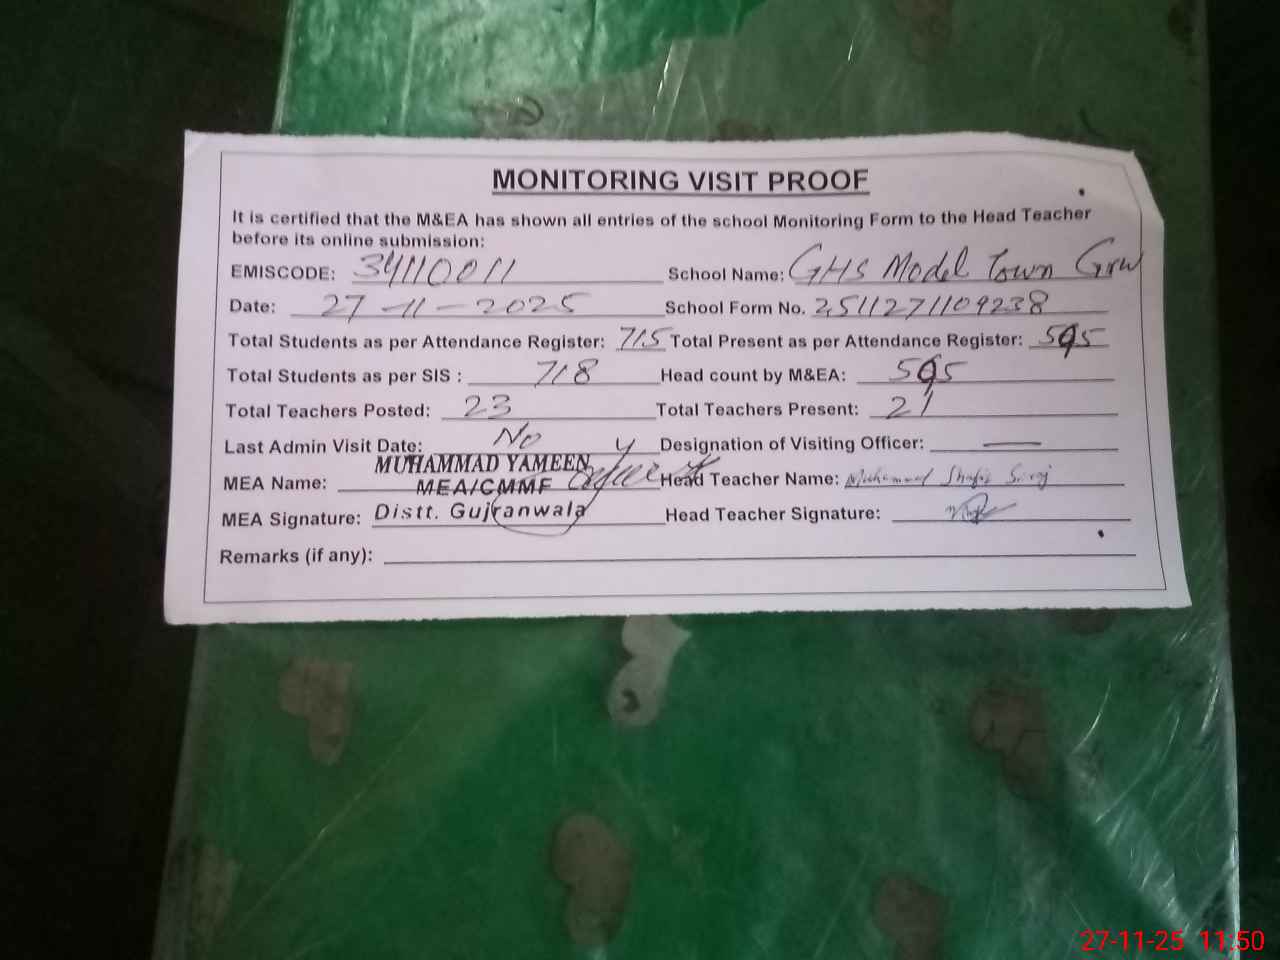 MONITORING VISIT PROOF
It is certified that the M&EA has shown all entries of the school Monitoring Form to the Head Teacher
before its online submission:
EMISCODE: 34110011 School Name: GHS Model Town Grw
Date: 27-11-2025 School Form No. 2511271109238
Total Students as per Attendance Register: 715 Total Present as per Attendance Register: 595
Total Students as per SIS : 718 Head count by M&EA: 595
Total Teachers Posted: 23 Total Teachers Present: 21
Last Admin Visit Date: No Designation of Visiting Officer: —
MUHAMMAD YAMEEN
MEA Name: MEA/CMMF Head Teacher Name: Muhammad
MEA Signature: Distt. Gujranwala Head Teacher Signature:
Remarks (if any):
27-11-25 11:50